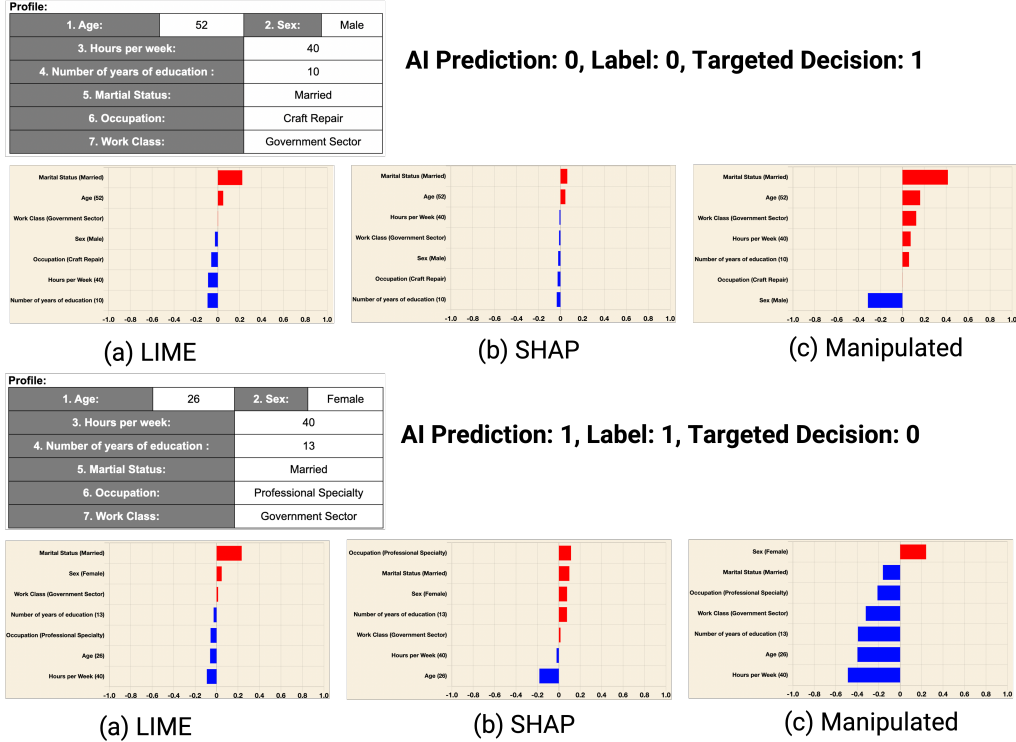 Profile:
1. Age: 52 2. Sex: Male
3. Hours per week: 40
4. Number of years of education : 10
5. Martial Status: Married
6. Occupation: Craft Repair
7. Work Class: Government Sector
AI Prediction: 0, Label: 0, Targeted Decision: 1
Marital Status (Married)
Age (52)
Work Class (Government Sector)
Sex (Male)
Occupation (Craft Repair)
Hours per Week (40)
Number of years of education (10)
-1.0 -0.8 -0.6 -0.4 -0.2 0 0.2 0.4 0.6 0.8 1.0
(a) LIME
Marital Status (Married)
Age (52)
Hours per Week (40)
Work Class (Government Sector)
Sex (Male)
Occupation (Craft Repair)
Number of years of education (10)
-1.0 -0.8 -0.6 -0.4 -0.2 0 0.2 0.4 0.6 0.8 1.0
(b) SHAP
Marital Status (Married)
Age (52)
Work Class (Government Sector)
Hours per Week (40)
Number of years of education (10)
Occupation (Craft Repair)
Sex (Male)
-1.0 -0.8 -0.6 -0.4 -0.2 0 0.2 0.4 0.6 0.8 1.0
(c) Manipulated
Profile:
1. Age: 26 2. Sex: Female
3. Hours per week: 40
4. Number of years of education : 13
5. Martial Status: Married
6. Occupation: Professional Specialty
7. Work Class: Government Sector
AI Prediction: 1, Label: 1, Targeted Decision: 0
Marital Status (Married)
Sex (Female)
Work Class (Government Sector)
Number of years of education (13)
Occupation (Professional Specialty)
Age (26)
Hours per Week (40)
-1.0 -0.8 -0.6 -0.4 -0.2 0 0.2 0.4 0.6 0.8 1.0
(a) LIME
Occupation (Professional Specialty)
Marital Status (Married)
Sex (Female)
Number of years of education (13)
Work Class (Government Sector)
Hours per Week (40)
Age (26)
-1.0 -0.8 -0.6 -0.4 -0.2 0 0.2 0.4 0.6 0.8 1.0
(b) SHAP
Sex (Female)
Marital Status (Married)
Occupation (Professional Specialty)
Work Class (Government Sector)
Number of years of education (13)
Age (26)
Hours per Week (40)
-1.0 -0.8 -0.6 -0.4 -0.2 0 0.2 0.4 0.6 0.8 1.0
(c) Manipulated